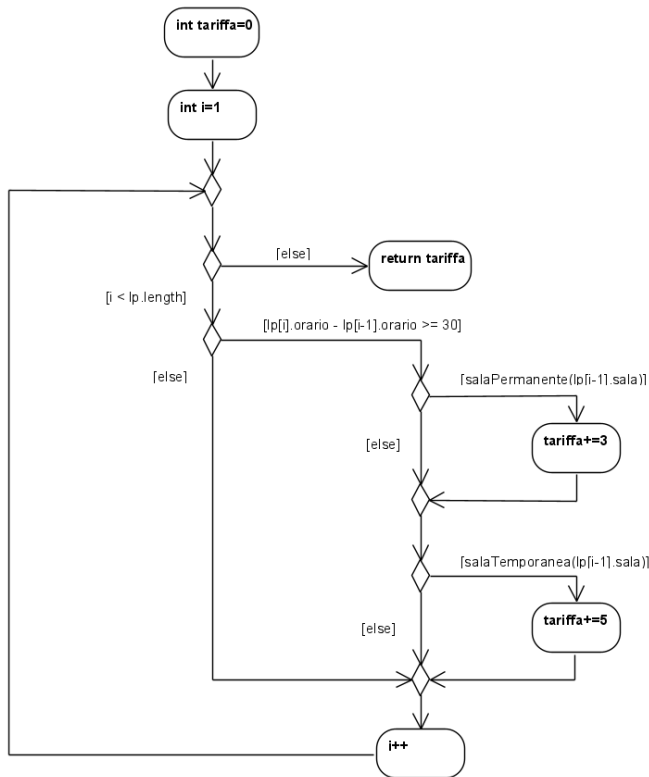 int tariffa=0
int i=1
[else]
return tariffa
[i < lp.length]
[lp[i].orario - lp[i-1].orario >= 30]
[else]
[salaPermanente(lp[i-1].sala)]
tariffa+=3
[else]
[salaTemporanea(lp[i-1].sala)]
tariffa+=5
[else]
i++